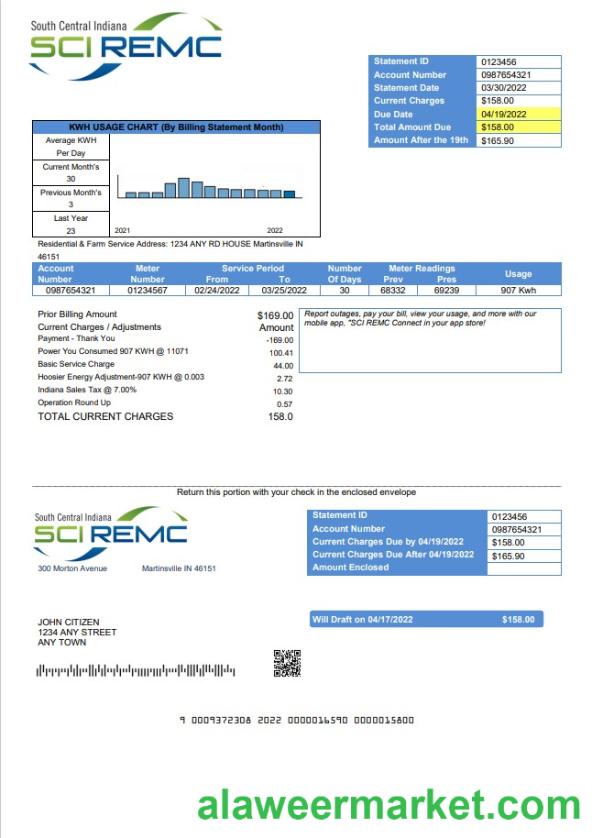 South Central Indiana
SCI REMC
Statement ID 0123456
Account Number 0987654321
Statement Date 03/30/2022
Current Charges $158.00
Due Date 04/19/2022
Total Amount Due $158.00
Amount After the 19th $165.90
KWH USAGE CHART (By Billing Statement Month)
Average KWH
Per Day
Current Month's
30
Previous Month's
3
Last Year
23
2021 2022
Residential & Farm Service Address: 1234 ANY RD HOUSE Martinsville IN
46151
Account Meter Service Period Number Meter Readings Usage
Number Number From To Of Days Prev Pres
0987654321 01234567 02/24/2022 03/25/2022 30 68332 69239 907 Kwh
Prior Billing Amount $169.00
Current Charges / Adjustments Amount
Payment - Thank You -169.00
Power You Consumed 907 KWH @ 11071 100.41
Basic Service Charge 44.00
Hoosier Energy Adjustment-907 KWH @ 0.003 2.72
Indiana Sales Tax @ 7.00% 10.30
Operation Round Up 0.57
TOTAL CURRENT CHARGES 158.0
Report outages, pay your bill, view your usage, and more with our
mobile app, "SCI REMC Connect in your app store!
Return this portion with your check in the enclosed envelope
South Central Indiana
SCI REMC
300 Morton Avenue Martinsville IN 46151
Statement ID 0123456
Account Number 0987654321
Current Charges Due by 04/19/2022 $158.00
Current Charges Due After 04/19/2022 $165.90
Amount Enclosed
Will Draft on 04/17/2022 $158.00
JOHN CITIZEN
1234 ANY STREET
ANY TOWN
9 0009372308 2022 0000016590 0000015800
alaweermarket.com